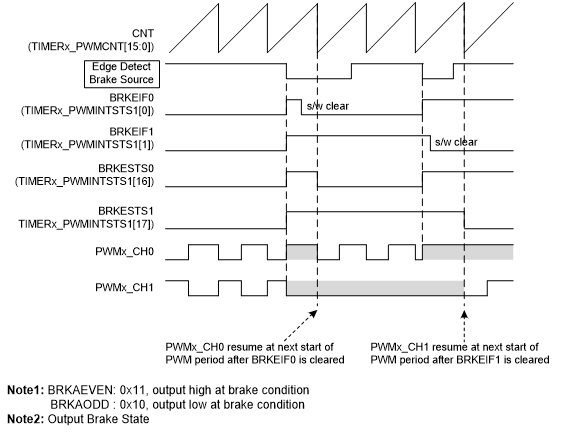 CNT
(TIMERx_PWMCNT[15:0])
Edge Detect
Brake Source
BRKEIF0
(TIMERx_PWMINTSTS1[0])
s/w clear
BRKEIF1
(TIMERx_PWMINTSTS1[1])
s/w clear
BRKESTS0
(TIMERx_PWMINTSTS1[16])
BRKESTS1
TIMERx_PWMINTSTS1[17])
PWMx_CH0
PWMx_CH1
PWMx_CH0 resume at next start of
PWM period after BRKEIF0 is cleared
PWMx_CH1 resume at next start of
PWM period after BRKEIF1 is cleared
Note1: BRKAEVEN: 0x11, output high at brake condition
BRKAODD : 0x10, output low at brake condition
Note2: Output Brake State